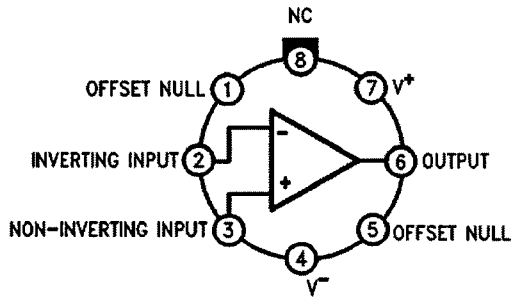 NC
8
OFFSET NULL 1
7 V+
INVERTING INPUT 2
-
6 OUTPUT
+
NON-INVERTING INPUT 3
5 OFFSET NULL
4
V-